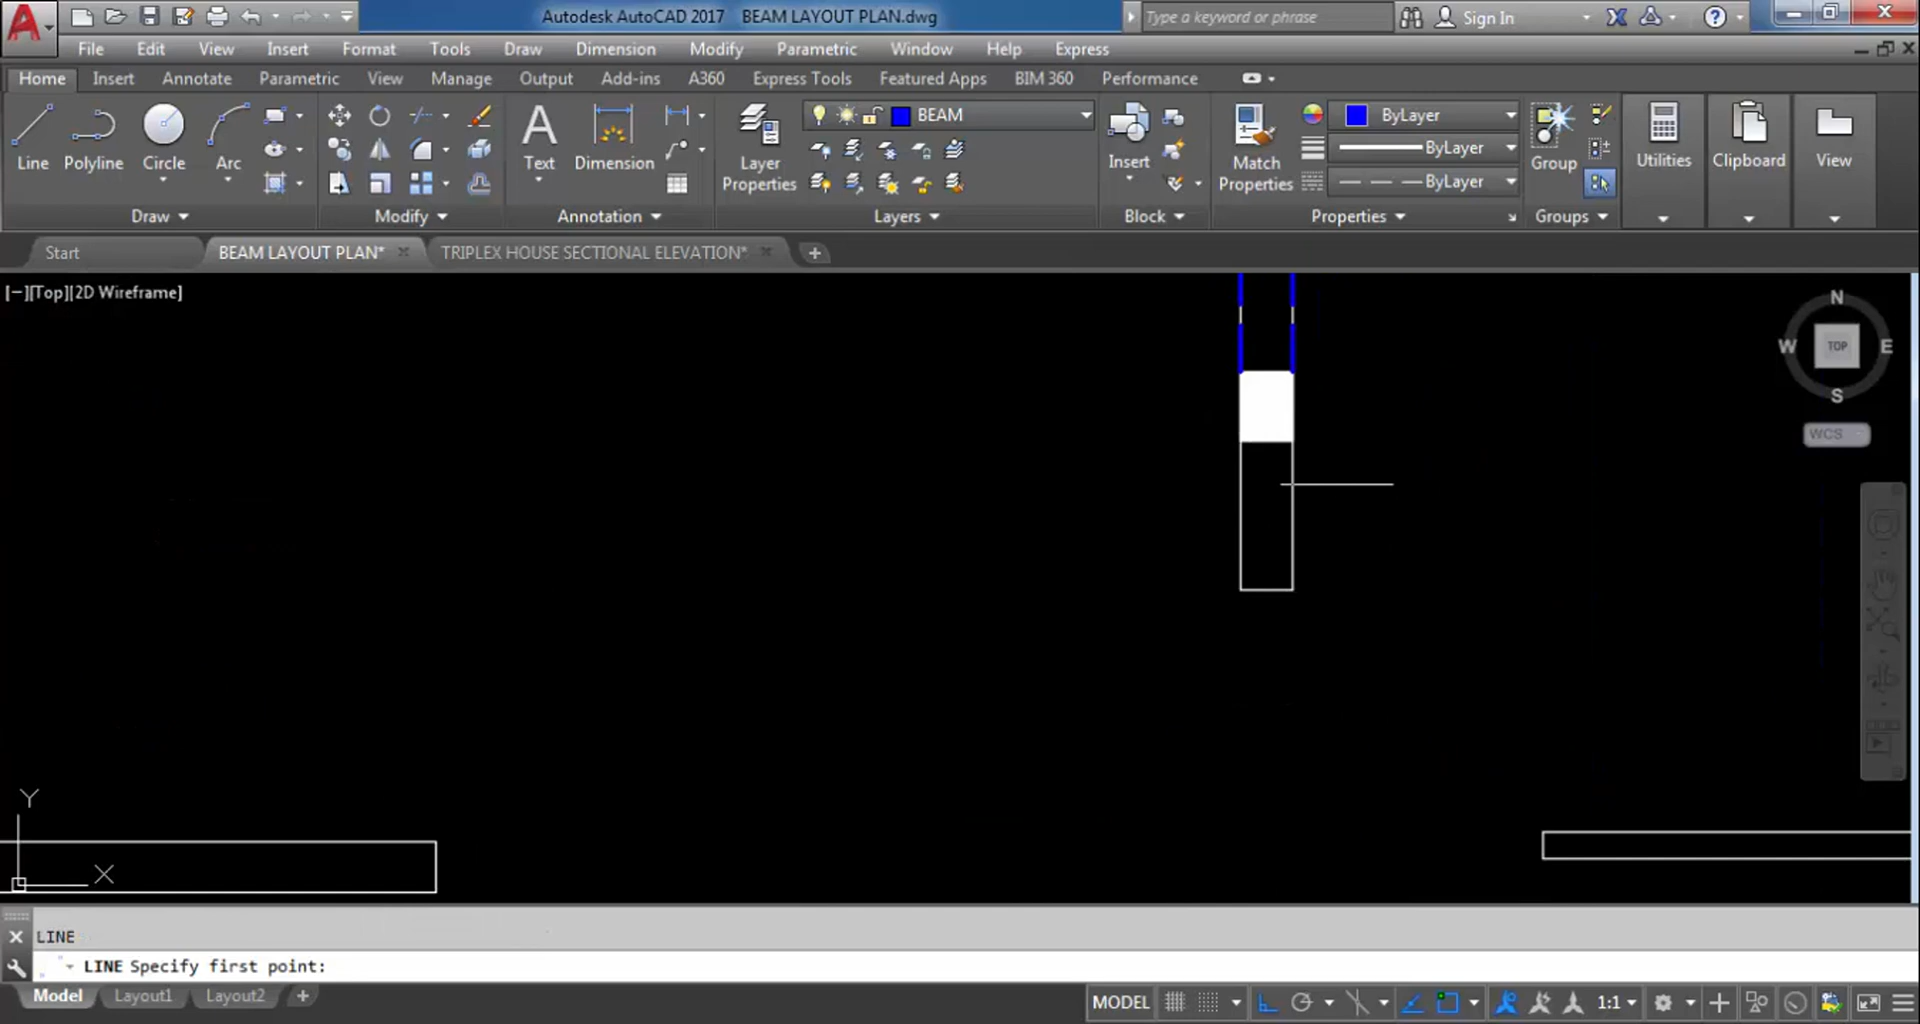 Autodesk AutoCAD 2017 BEAM LAYOUT PLAN.dwg
Type a keyword or phrase
Sign In
File Edit View Insert Format Tools Draw Dimension Modify Parametric Window Help Express
Home Insert Annotate Parametric View Manage Output Add-ins A360 Express Tools Featured Apps BIM 360 Performance
BEAM
ByLayer
ByLayer
ByLayer
Line Polyline Circle Arc
Text Dimension
Layer
Properties
Insert
Match
Properties
Group
Utilities
Clipboard
View
Draw Modify Annotation Layers Block Properties Groups
Start BEAM LAYOUT PLAN* TRIPLEX HOUSE SECTIONAL ELEVATION*
[−][Top][2D Wireframe]
N
W TOP E
S
WCS
Y
X
LINE
LINE Specify first point:
Model Layout1 Layout2
MODEL 1:1